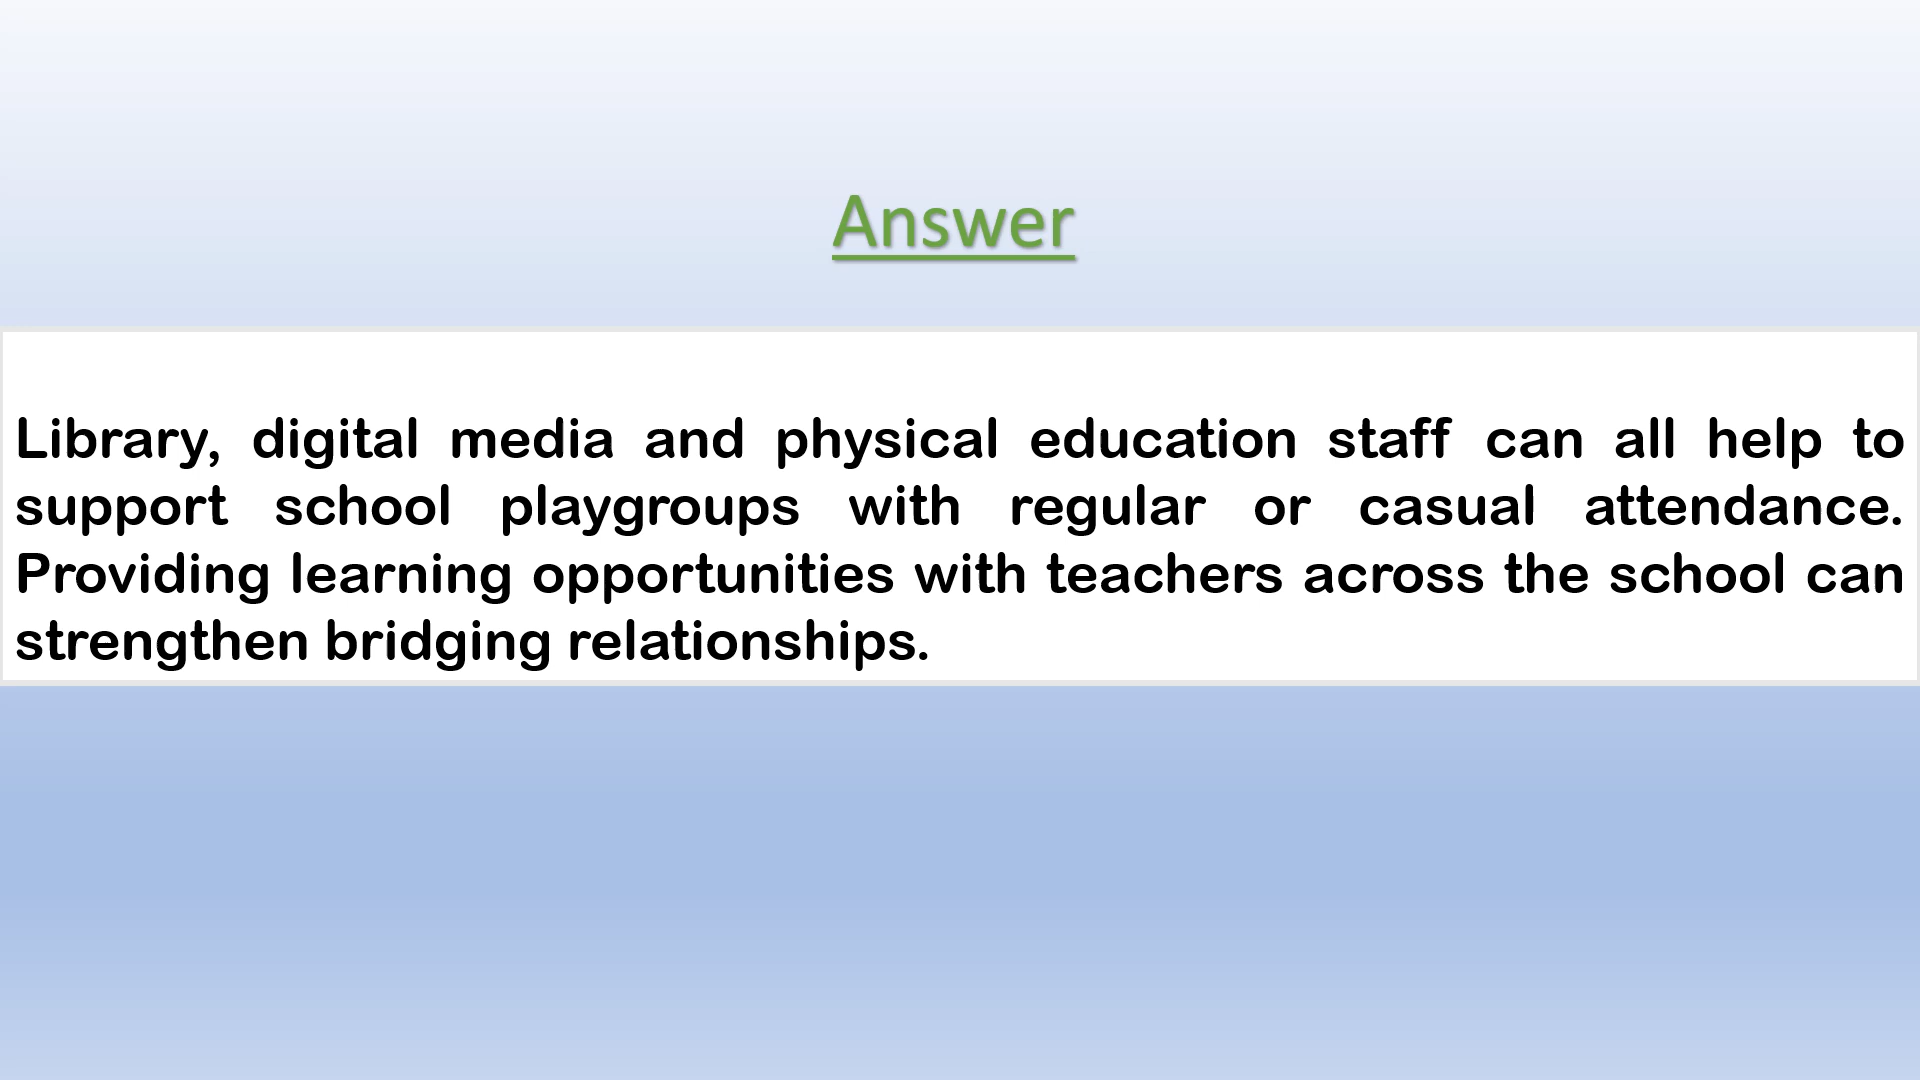 Answer
Library, digital media and physical education staff can all help to
support school playgroups with regular or casual attendance.
Providing learning opportunities with teachers across the school can
strengthen bridging relationships.